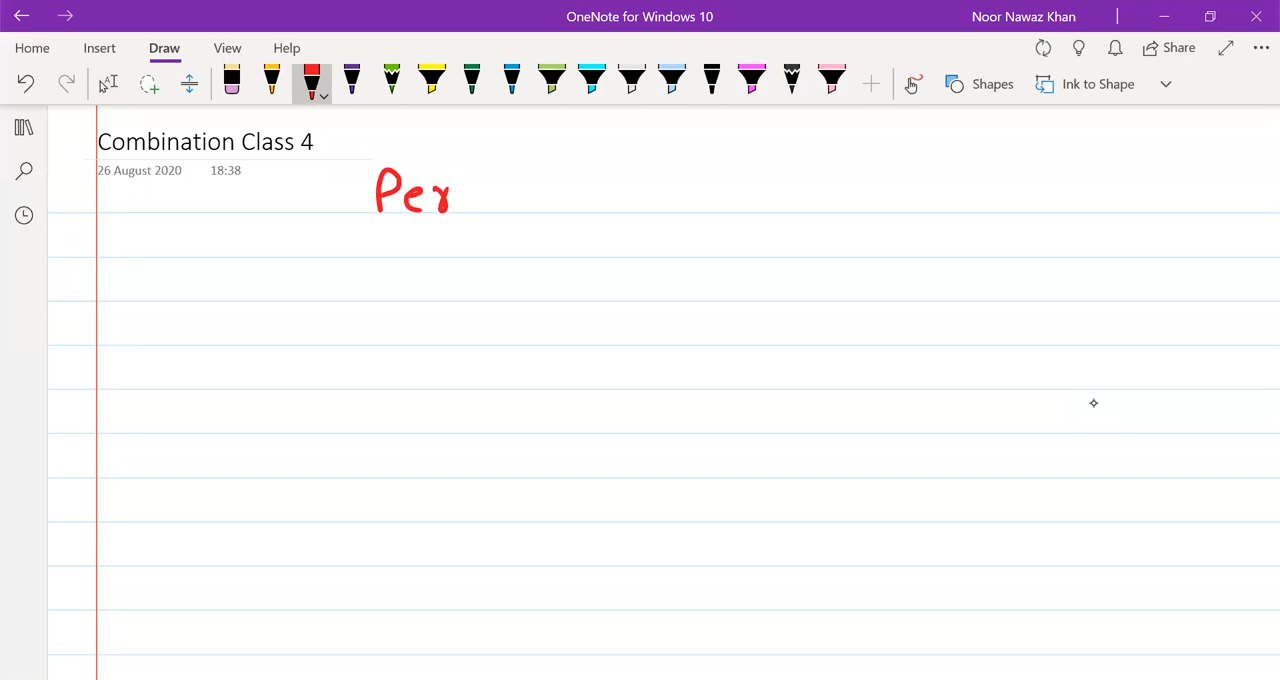 OneNote for Windows 10
Noor Nawaz Khan
Home Insert Draw View Help
Share
Shapes
Ink to Shape
Combination Class 4
26 August 2020 18:38
Per